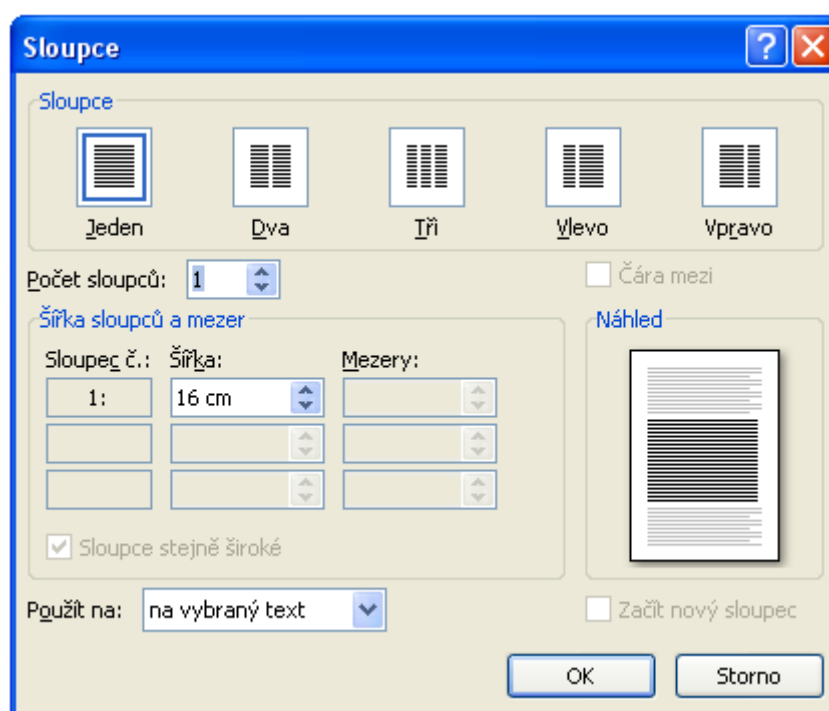 Sloupce
Sloupce
Jeden Dva Tři Vlevo Vpravo
Počet sloupců: 1 Čára mezi
Šířka sloupců a mezer Náhled
Sloupec č.: Šířka: Mezery:
1: 16 cm
Sloupce stejně široké
Použít na: na vybraný text Začít nový sloupec
OK Storno